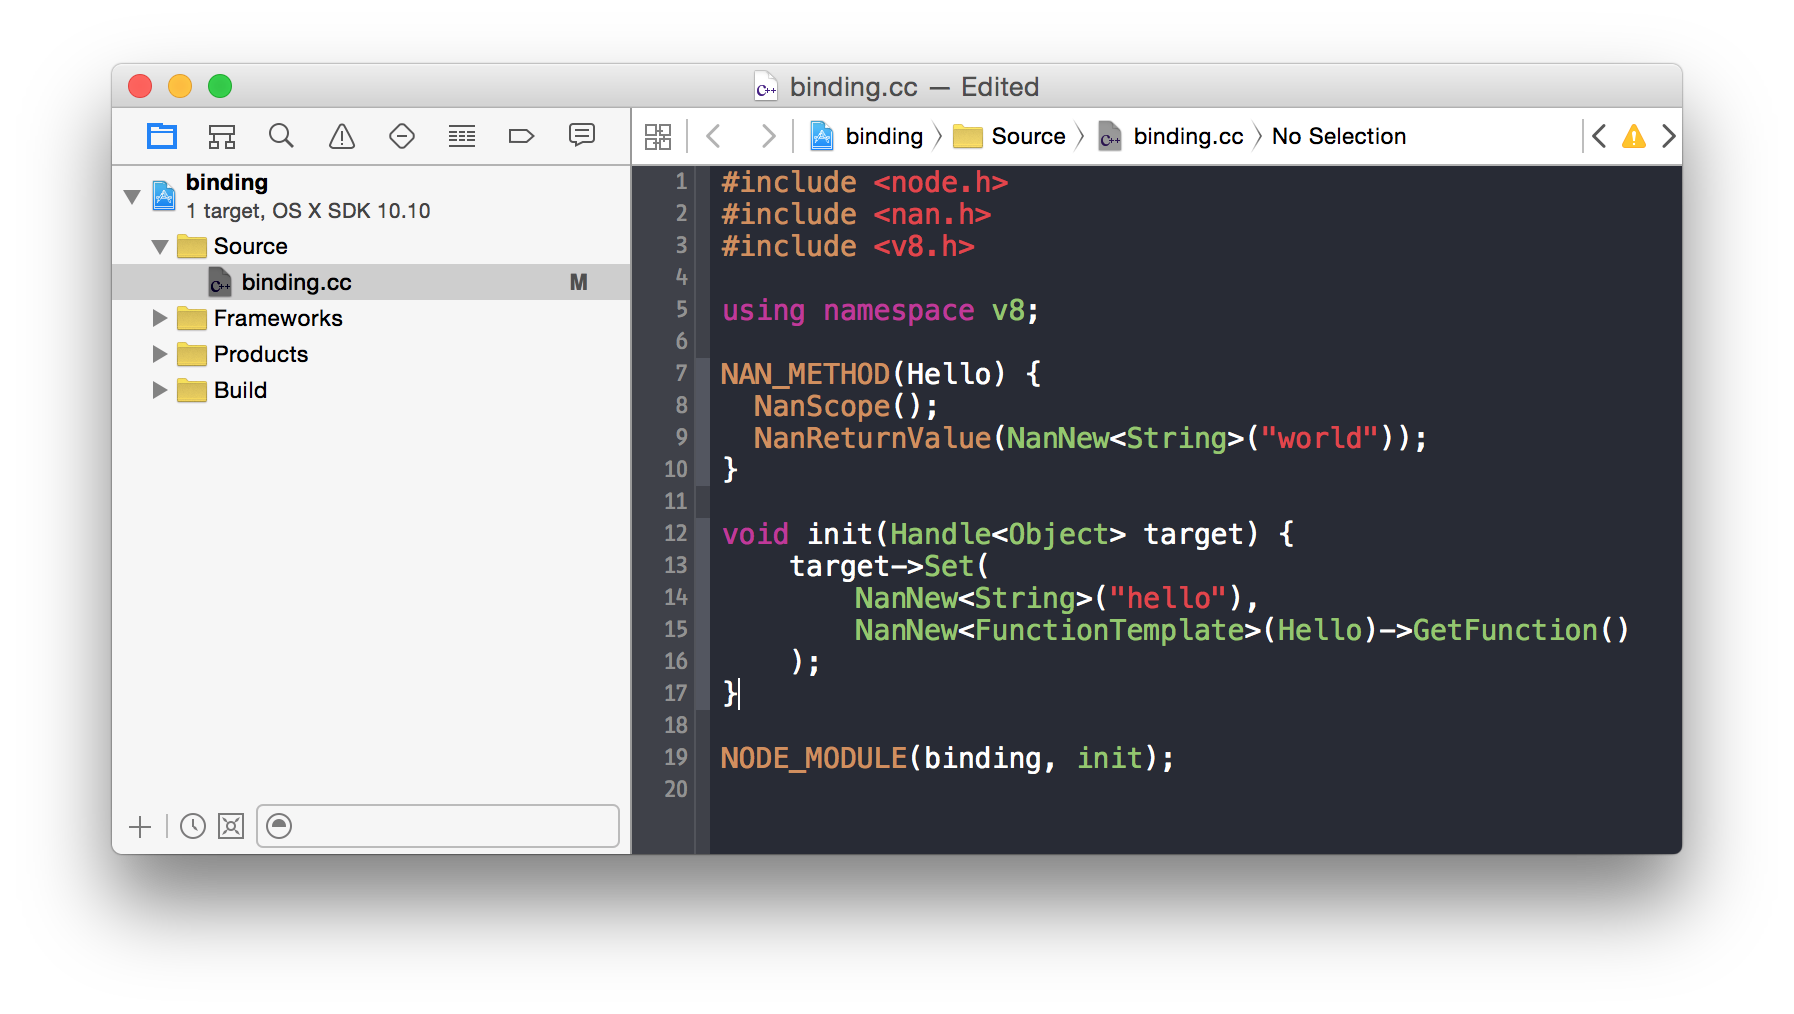 binding.cc — Edited
binding Source binding.cc No Selection
binding
1 target, OS X SDK 10.10
Source
binding.cc M
Frameworks
Products
Build
1 #include <node.h>
2 #include <nan.h>
3 #include <v8.h>
4
5 using namespace v8;
6
7 NAN_METHOD(Hello) {
8   NanScope();
9   NanReturnValue(NanNew<String>("world"));
10 }
11
12 void init(Handle<Object> target) {
13     target->Set(
14         NanNew<String>("hello"),
15         NanNew<FunctionTemplate>(Hello)->GetFunction()
16     );
17 }
18
19 NODE_MODULE(binding, init);
20